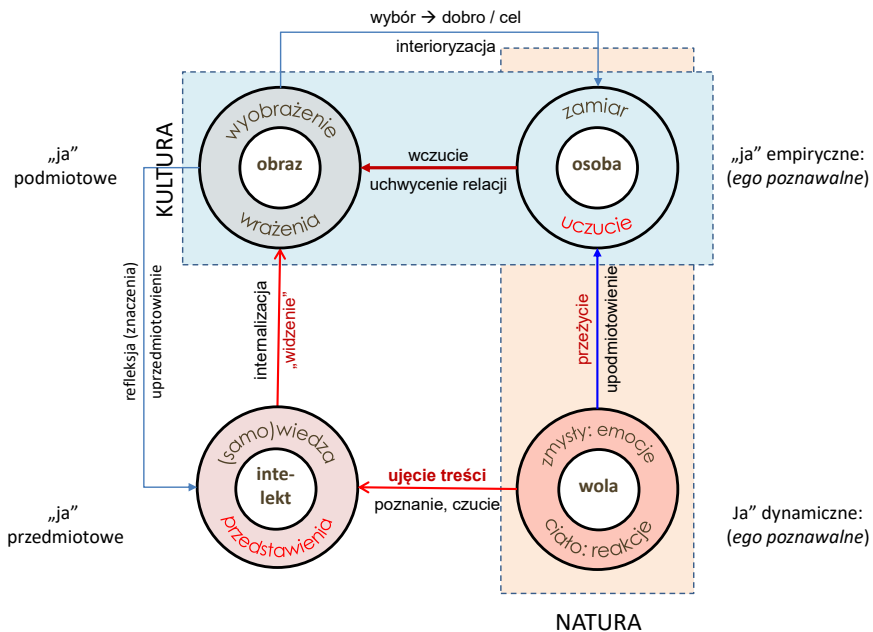 wybór → dobro / cel
interioryzacja
„ja”
podmiotowe
KULTURA
wyobrażenie
obraz
wrażenia
wczucie
uchwycenie relacji
zamiar
osoba
uczucie
„ja” empiryczne:
(ego poznawalne)
refleksja (znaczenia)
uprzedmiotowienie
internalizacja
„widzenie”
przeżycie
upodmiotowienie
„ja”
przedmiotowe
(samo)wiedza
inte-
lekt
przedstawienia
ujęcie treści
poznanie, czucie
zmysły: emocje
wola
ciało: reakcje
Ja” dynamiczne:
(ego poznawalne)
NATURA